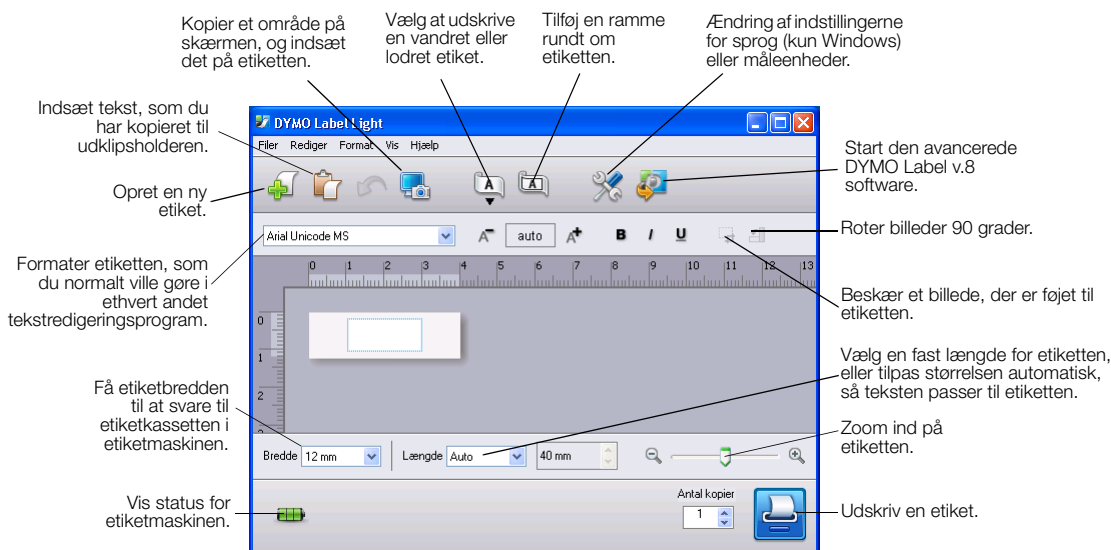 Kopier et område på
skærmen, og indsæt
det på etiketten.
Vælg at udskrive
en vandret eller
lodret etiket.
Tilføj en ramme
rundt om
etiketten.
Ændring af indstillingerne
for sprog (kun Windows)
eller måleenheder.
Indsæt tekst, som du
har kopieret til
udklipsholderen.
Opret en ny
etiket.
Formater etiketten, som
du normalt ville gøre i
ethvert andet
tekstredigeringsprogram.
Få etiketbredden
til at svare til
etiketkassetten i
etiketmaskinen.
Vis status for
etiketmaskinen.
DYMO Label Light
Filer Rediger Format Vis Hjælp
A A
Arial Unicode MS A auto A B I U
0 1 2 3 4 5 6 7 8 9 10 11 12 13
0
1
2
Bredde 12 mm Længde Auto 40 mm
Antal kopier
1
Start den avancerede
DYMO Label v.8
software.
Roter billeder 90 grader.
Beskær et billede, der er føjet til
etiketten.
Vælg en fast længde for etiketten,
eller tilpas størrelsen automatisk,
så teksten passer til etiketten.
Zoom ind på
etiketten.
Udskriv en etiket.